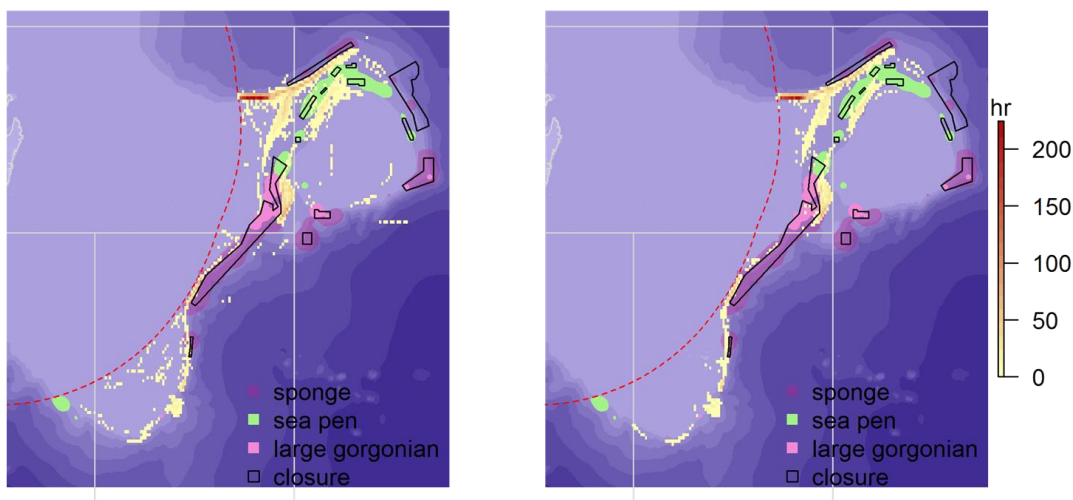 hr
200
150
100
50
0
sponge
sea pen
large gorgonian
closure
sponge
sea pen
large gorgonian
closure